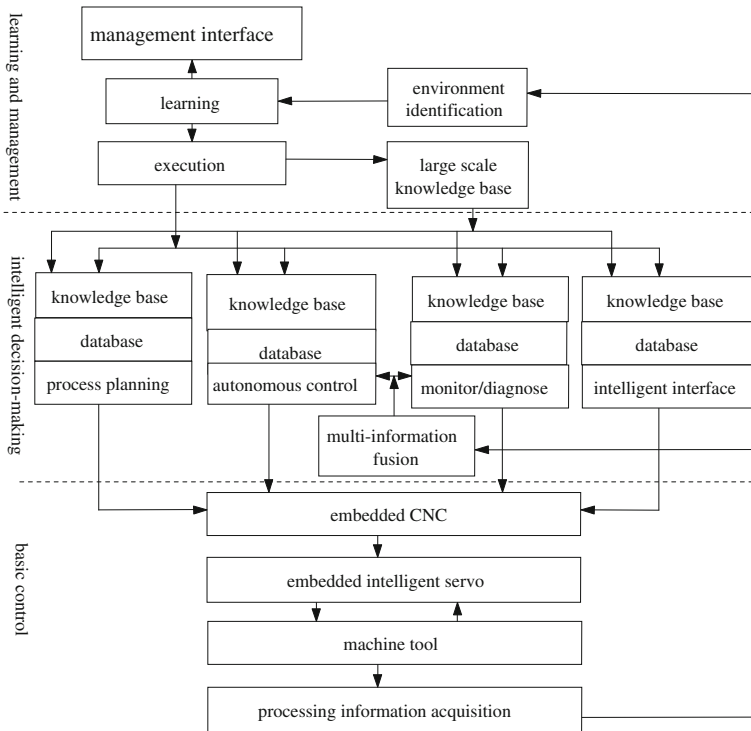 learning and management
management interface
learning
environment
identification
execution
large scale
knowledge base
intelligent decision-making
knowledge base
database
process planning
knowledge base
database
autonomous control
knowledge base
database
monitor/diagnose
knowledge base
database
intelligent interface
multi-information
fusion
basic control
embedded CNC
embedded intelligent servo
machine tool
processing information acquisition